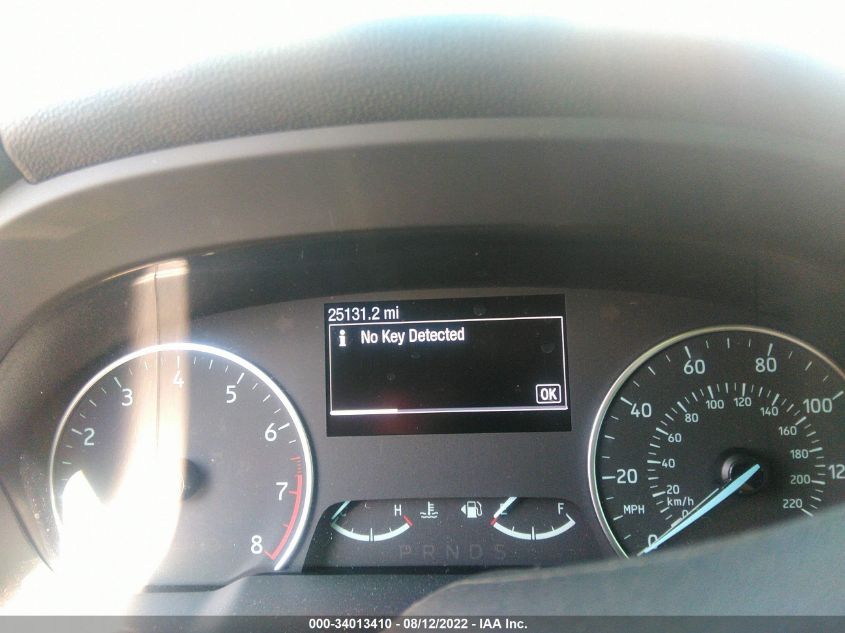 25131.2 mi
i No Key Detected
OK
2 3 4 5 6 7 8
H E F
P R N D S
0 20 40 60 80 100
MPH
0 20 40 60 80 100 120 140 160 180 200 220
km/h
000-34013410 - 08/12/2022 - IAA Inc.